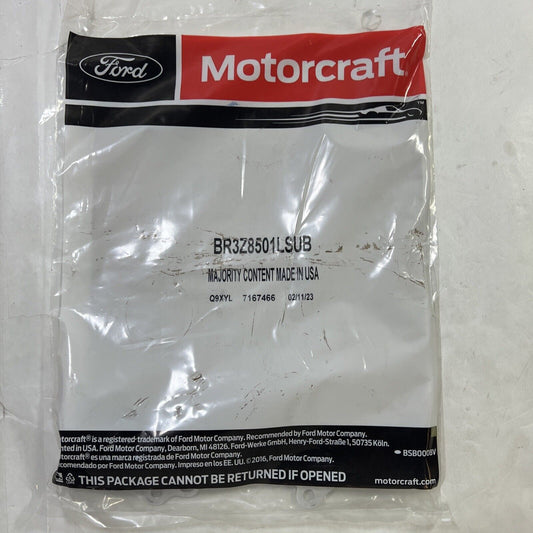 Ford
Motorcraft
™
BR3Z8501LSUB
MAJORITY CONTENT MADE IN USA
Q9XYL 7167466 02/11/23
otorcraft® is a registered-trademark of Ford Motor Company. Recommended by Ford Motor Company.
nted in USA. Ford Motor Company, Dearborn, MI 48126. Ford-Werke GmbH, Henry-Ford-Straße 1, 50735 Köln.
otorcraft® es una marca registrada de Ford Motor Company.
comendado por Ford Motor Company. Impreso en los EE. UU. © 2016, Ford Motor Company.
THIS PACKAGE CANNOT BE RETURNED IF OPENED
motorcraft.com